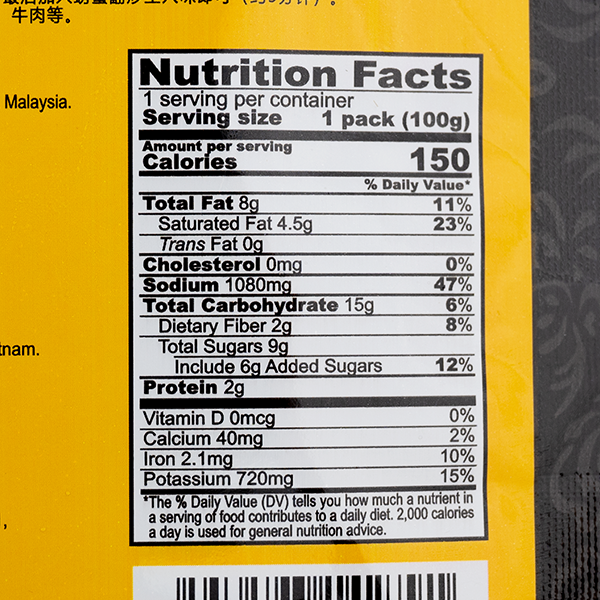 牛肉等。
Malaysia.
tnam.
,
Nutrition Facts
1 serving per container
Serving size 1 pack (100g)
Amount per serving
Calories 150
% Daily Value*
Total Fat 8g 11%
Saturated Fat 4.5g 23%
Trans Fat 0g
Cholesterol 0mg 0%
Sodium 1080mg 47%
Total Carbohydrate 15g 6%
Dietary Fiber 2g 8%
Total Sugars 9g
Include 6g Added Sugars 12%
Protein 2g
Vitamin D 0mcg 0%
Calcium 40mg 2%
Iron 2.1mg 10%
Potassium 720mg 15%
*The % Daily Value (DV) tells you how much a nutrient in
a serving of food contributes to a daily diet. 2,000 calories
a day is used for general nutrition advice.